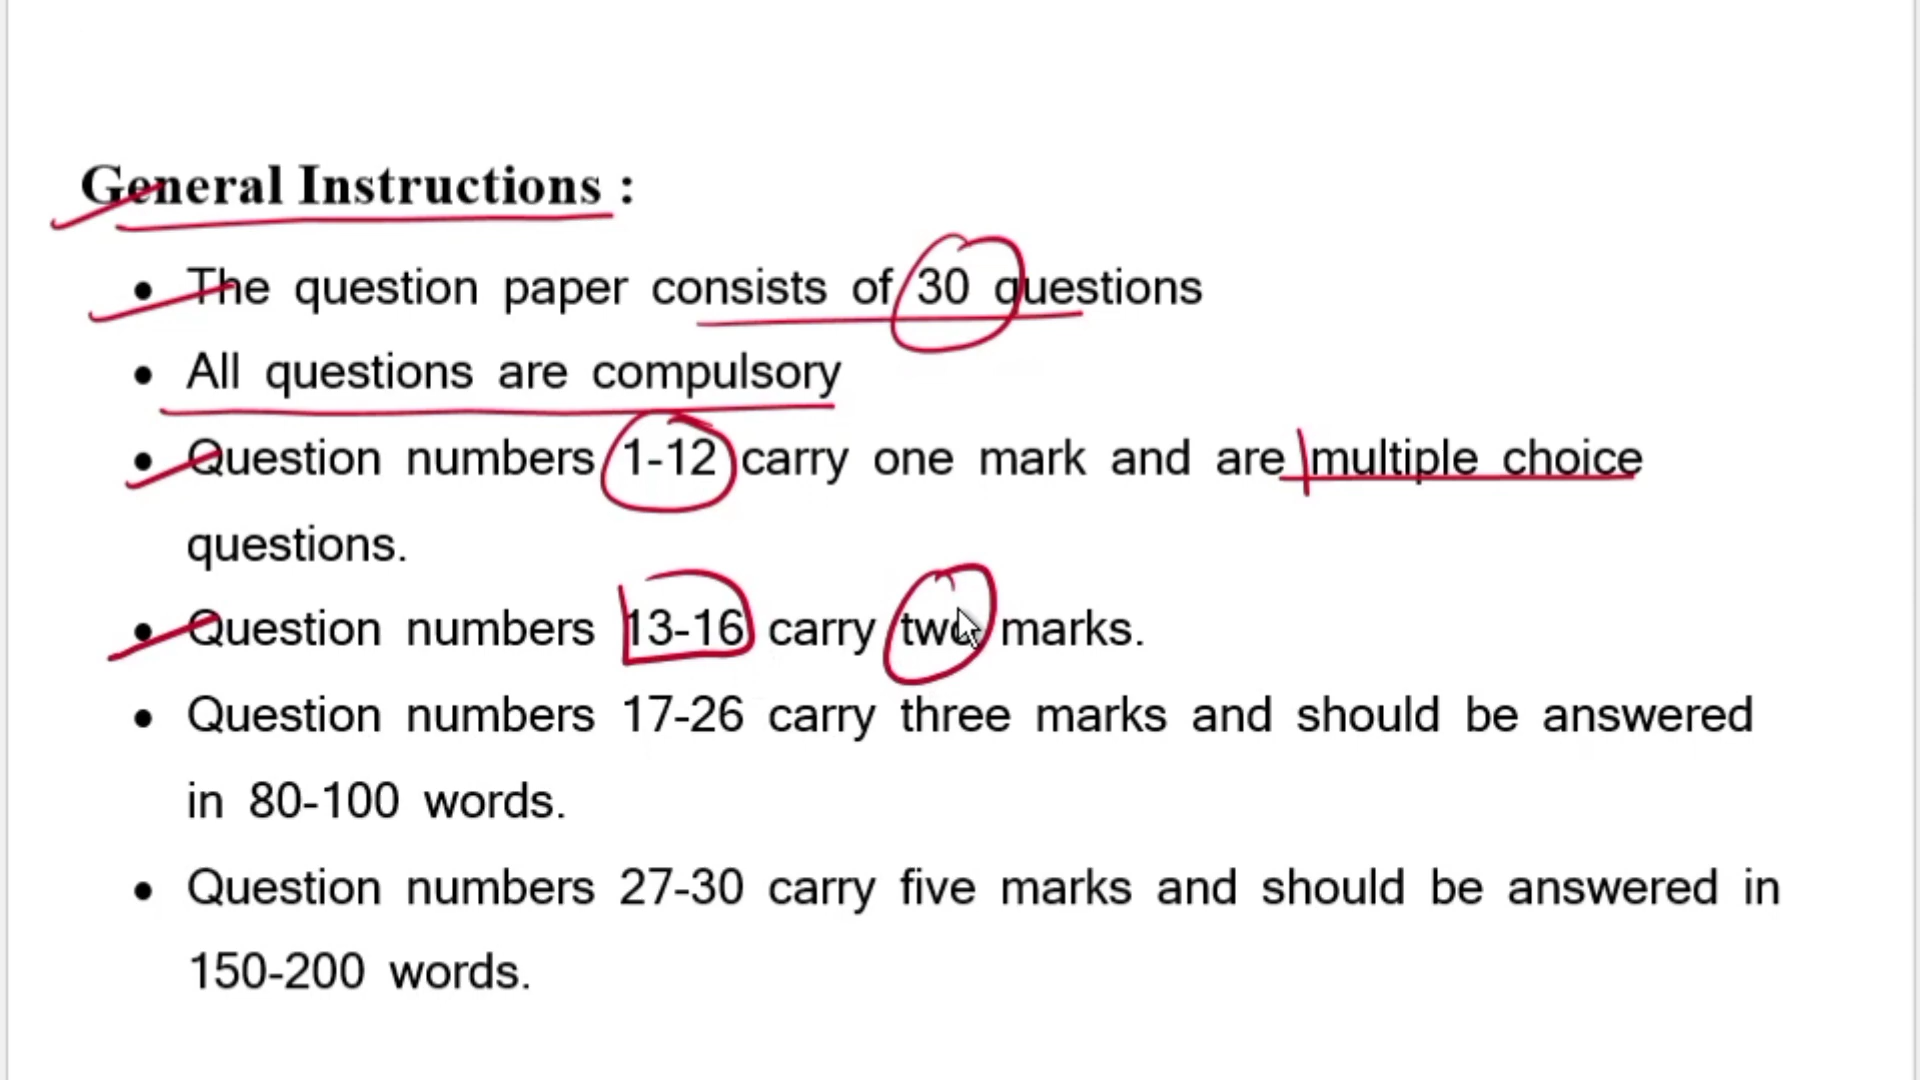 General Instructions :
• The question paper consists of 30 questions
• All questions are compulsory
• Question numbers 1-12 carry one mark and are multiple choice
questions.
• Question numbers 13-16 carry two marks.
• Question numbers 17-26 carry three marks and should be answered
in 80-100 words.
• Question numbers 27-30 carry five marks and should be answered in
150-200 words.